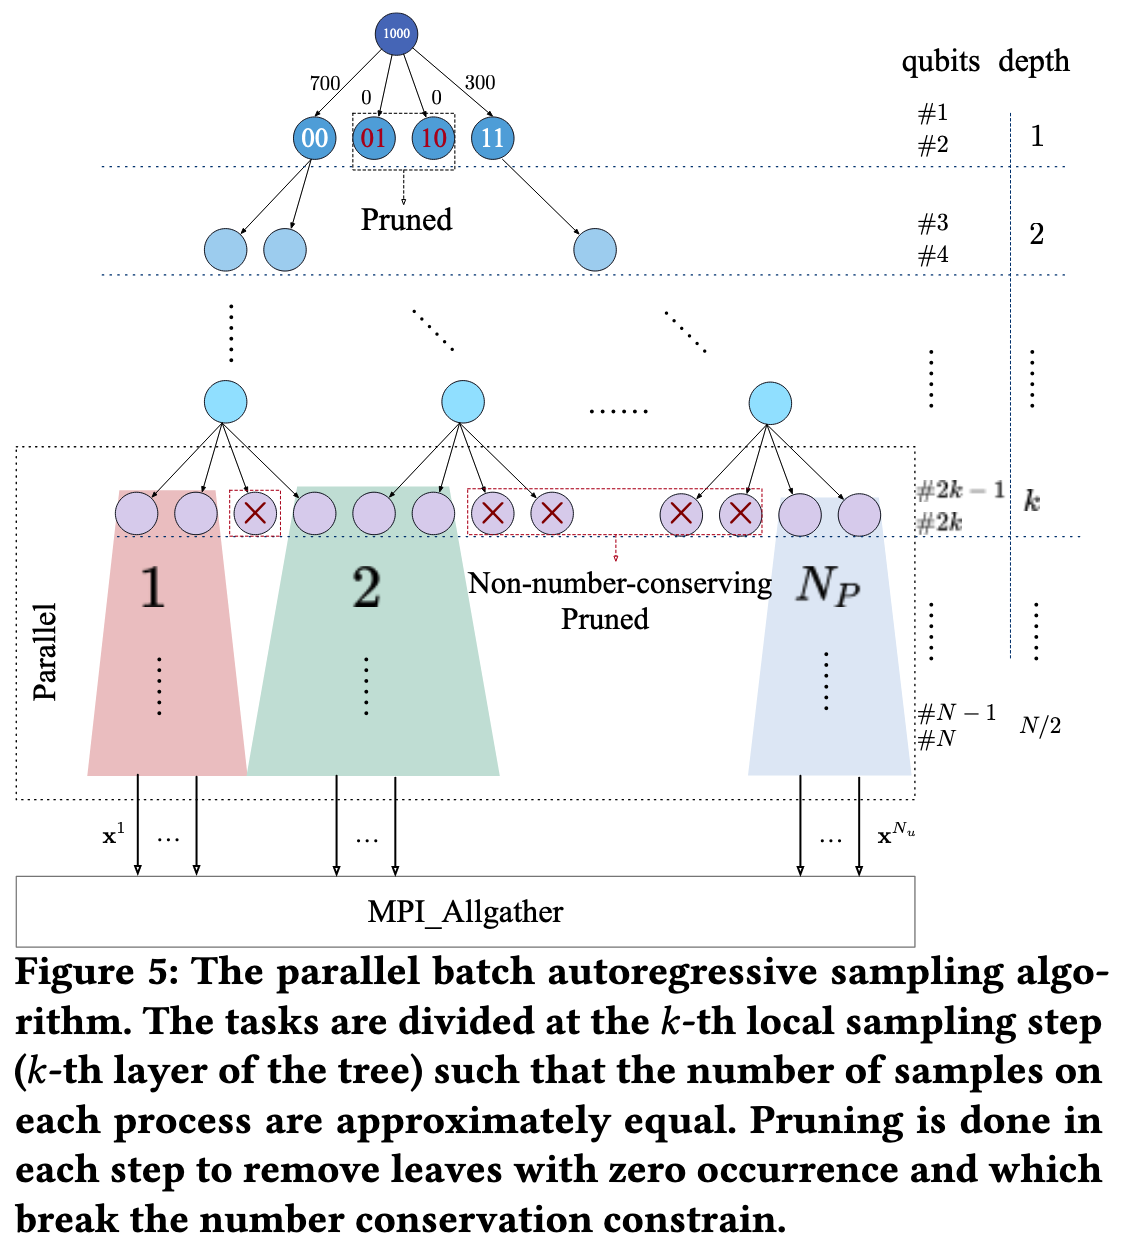 1000
qubits depth
700 0 0 300
00 01 10 11
#1
#2
1
Pruned
#3
#4
2
#2k − 1
#2k
k
1 2 N_P
Non-number-conserving
Pruned
Parallel
#N − 1
#N
N/2
x^1 ... ... ... x^{N_u}
MPI_Allgather
Figure 5: The parallel batch autoregressive sampling algo-
rithm. The tasks are divided at the k-th local sampling step
(k-th layer of the tree) such that the number of samples on
each process are approximately equal. Pruning is done in
each step to remove leaves with zero occurrence and which
break the number conservation constrain.